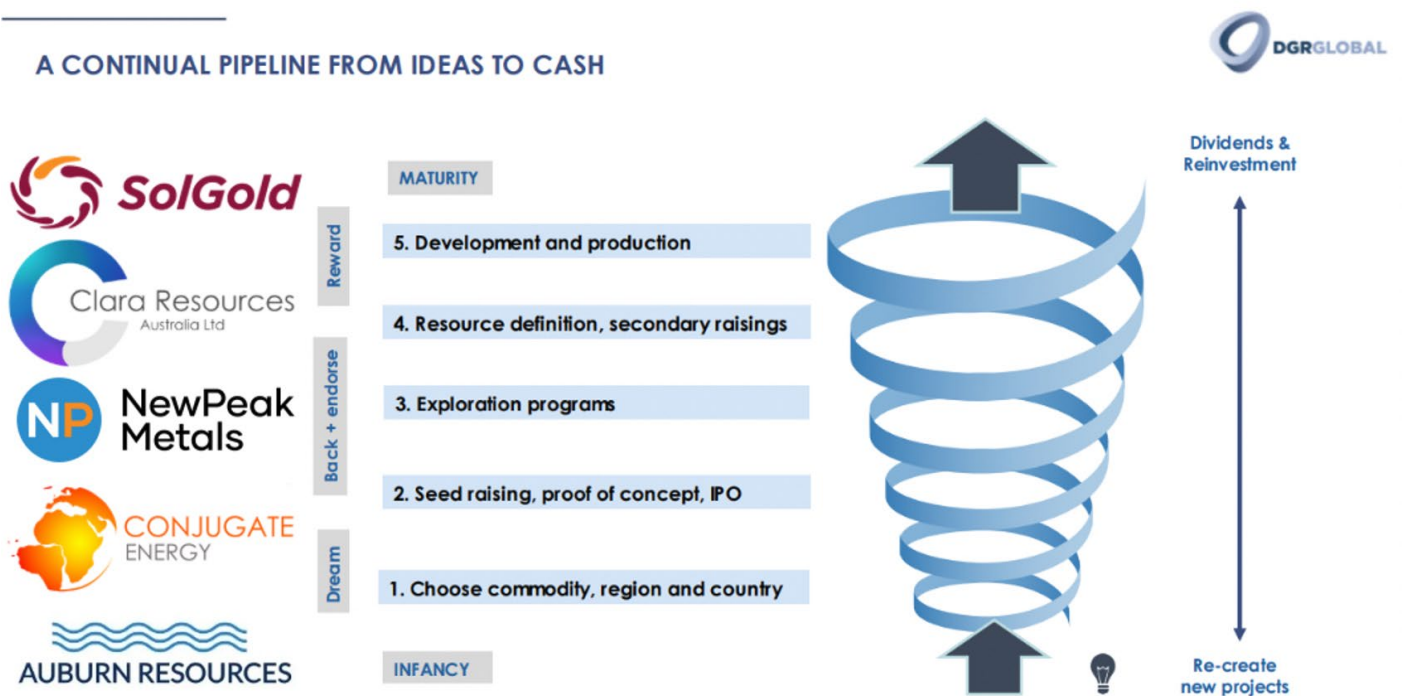 A CONTINUAL PIPELINE FROM IDEAS TO CASH
DGRGLOBAL
SolGold
Clara Resources
Australia Ltd
NP NewPeak
Metals
CONJUGATE
ENERGY
AUBURN RESOURCES
Reward
Back + endorse
Dream
MATURITY
5. Development and production
4. Resource definition, secondary raisings
3. Exploration programs
2. Seed raising, proof of concept, IPO
1. Choose commodity, region and country
INFANCY
Dividends &
Reinvestment
Re-create
new projects